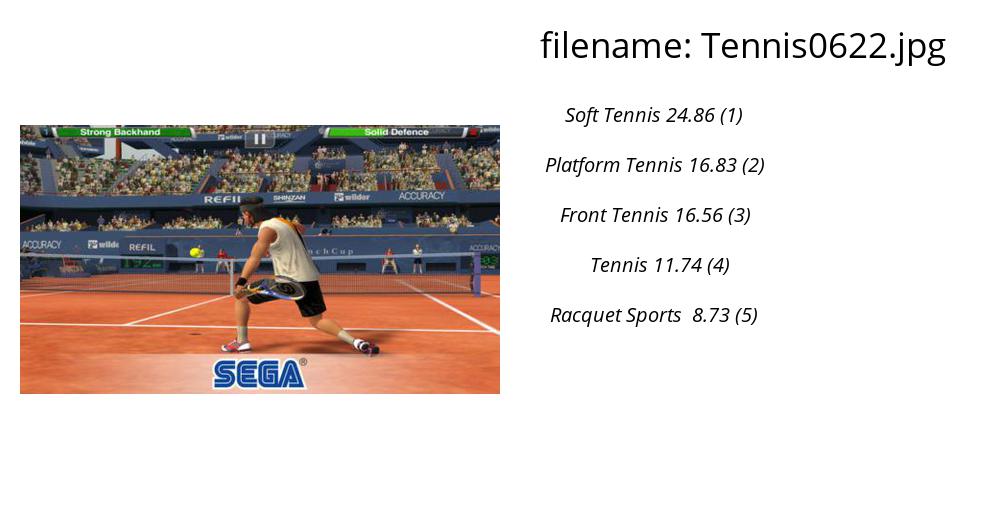 filename: Tennis0622.jpg
Soft Tennis 24.86 (1)
Platform Tennis 16.83 (2)
Front Tennis 16.56 (3)
Tennis 11.74 (4)
Racquet Sports 8.73 (5)
Strong Backhand
Solid Defence
REFIL SHINZAN wilder ACCURACY
ACCURACY wilde REFIL nchCup ACCURACY
SEGA®